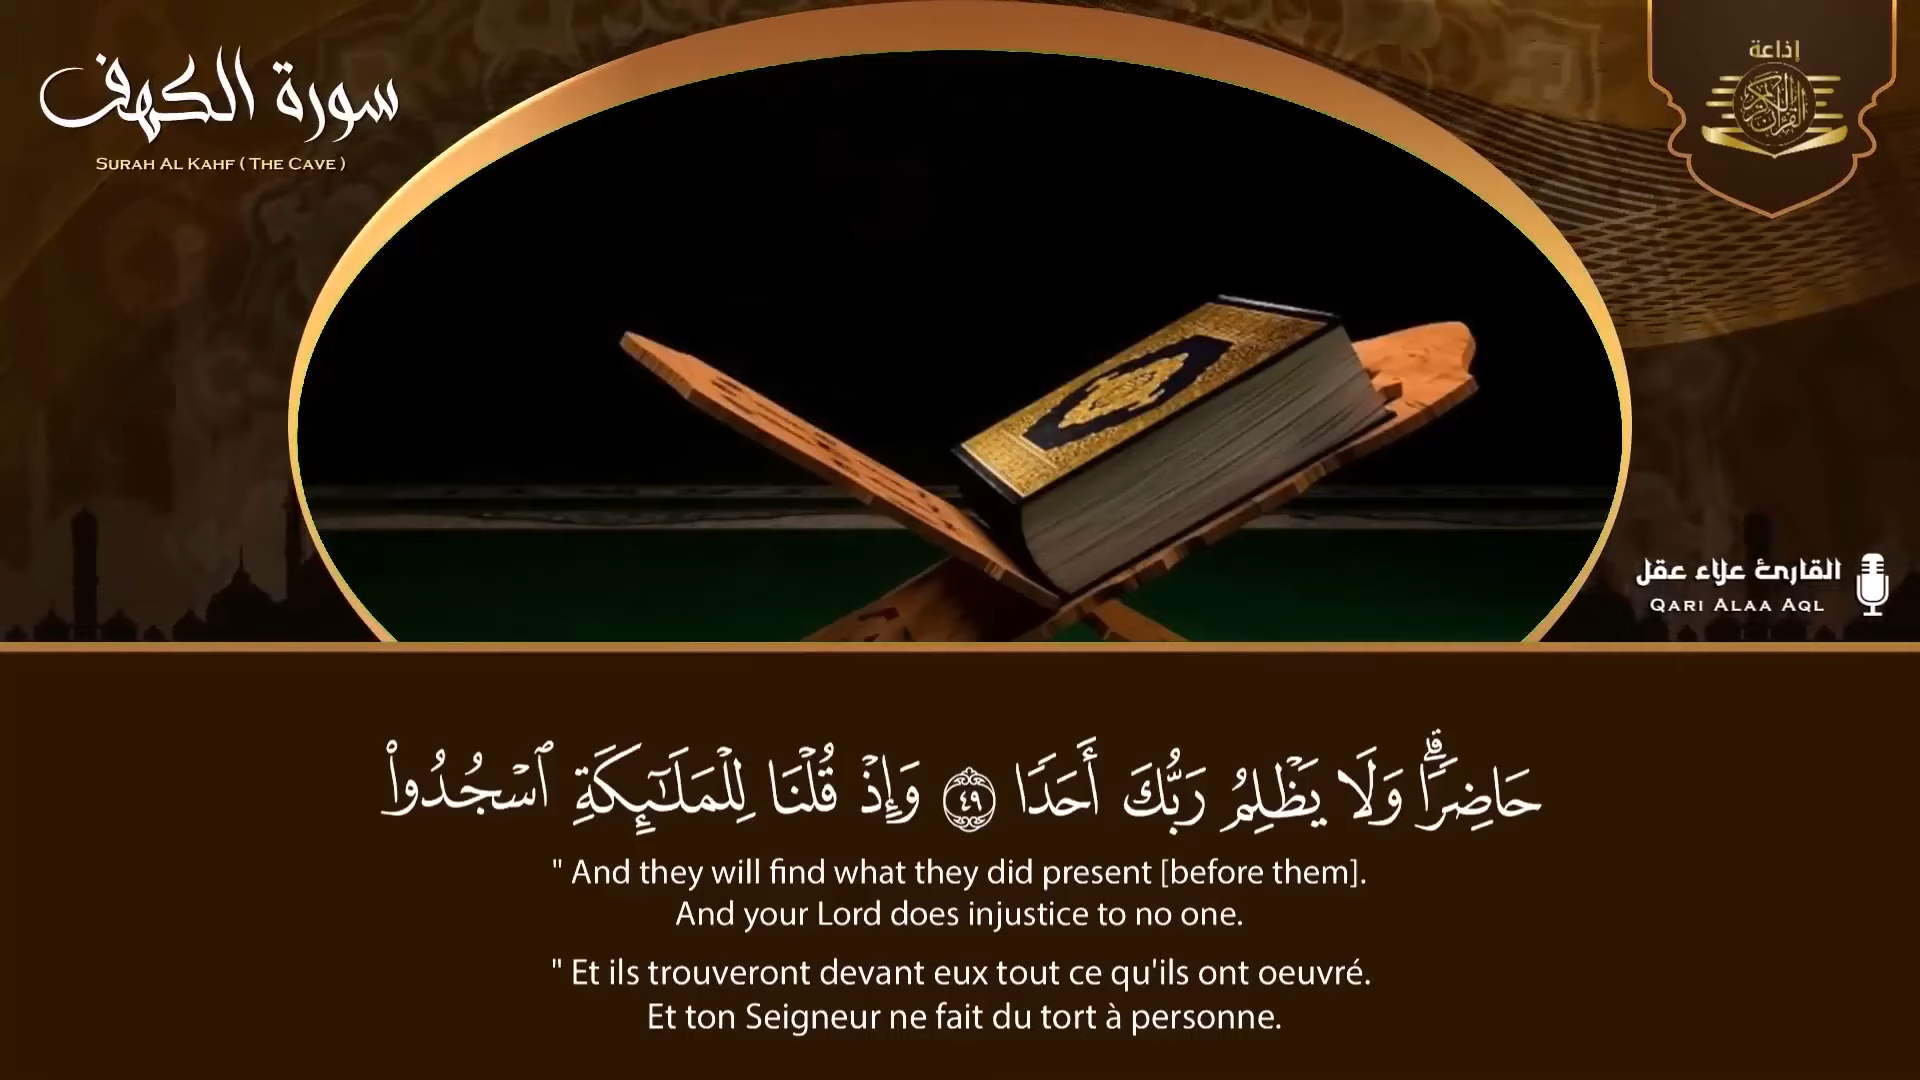 سورة الكهف
SURAH AL KAHF ( THE CAVE )
إذاعة
القرآن الكريم
القارئ علاء عقل
QARI ALAA AQL
حَاضِرٗاۗ وَلَا يَظۡلِمُ رَبُّكَ أَحَدٗا ٤٩ وَإِذۡ قُلۡنَا لِلۡمَلَٰٓئِكَةِ ٱسۡجُدُواْ
" And they will find what they did present [before them].
And your Lord does injustice to no one.
" Et ils trouveront devant eux tout ce qu'ils ont oeuvré.
Et ton Seigneur ne fait du tort à personne.